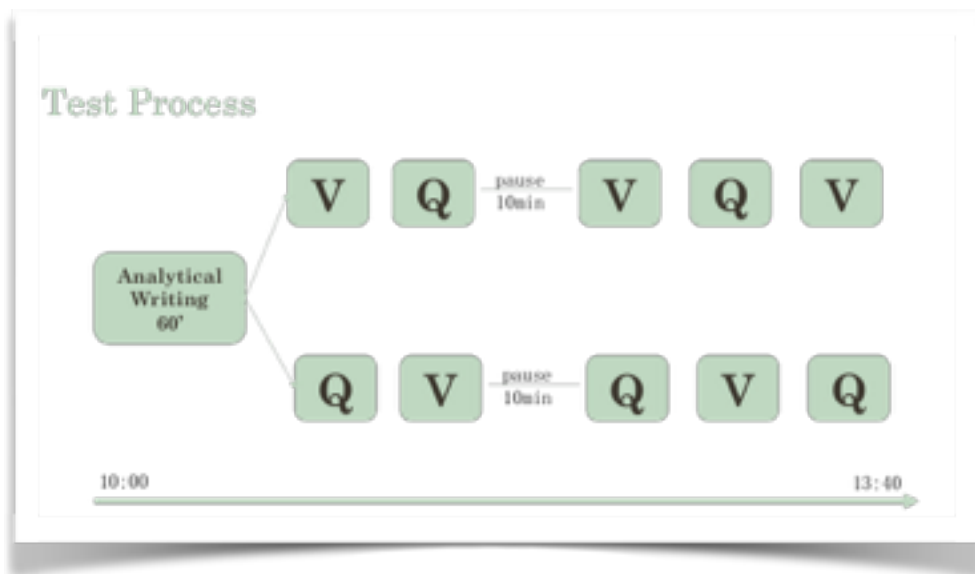 Test Process
V Q pause V Q V
10min
Analytical
Writing
60'
Q V pause Q V Q
10min
10:00 13:40